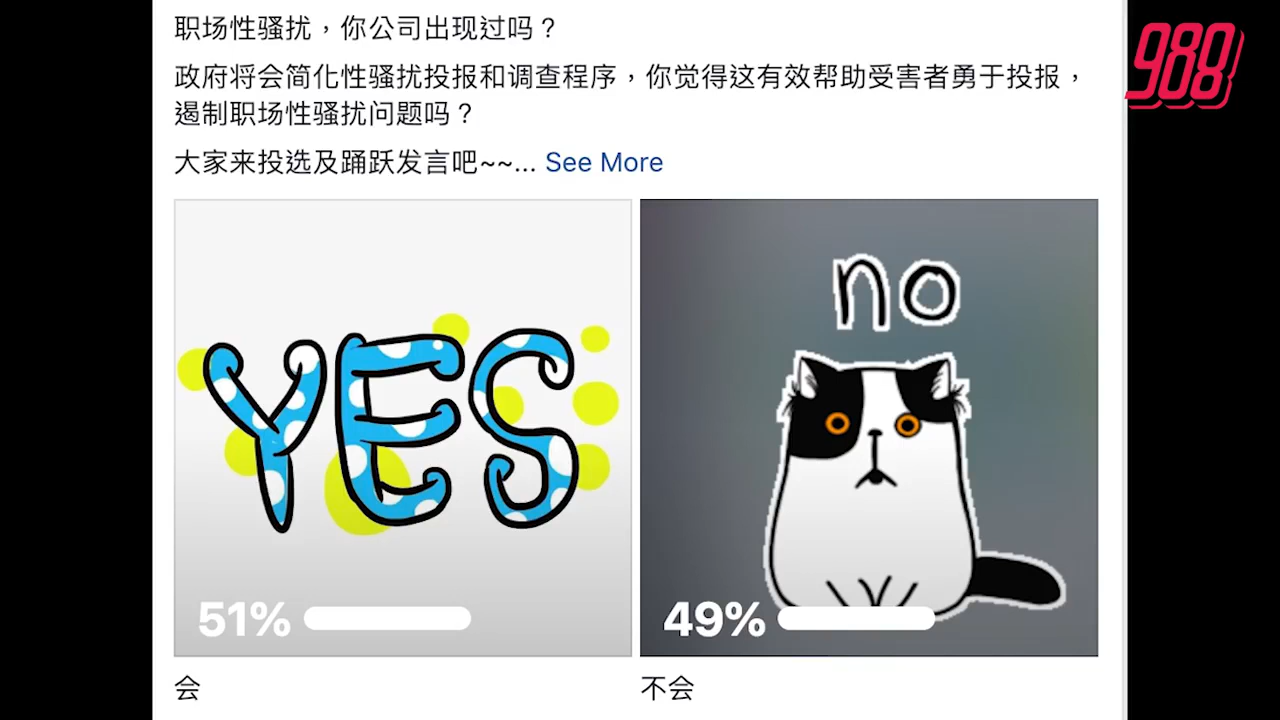 职场性骚扰，你公司出现过吗？
政府将会简化性骚扰投报和调查程序，你觉得这有效帮助受害者勇于投报，
遏制职场性骚扰问题吗？
大家来投选及踊跃发言吧~~... See More
988
YES
no
51%
49%
会
不会